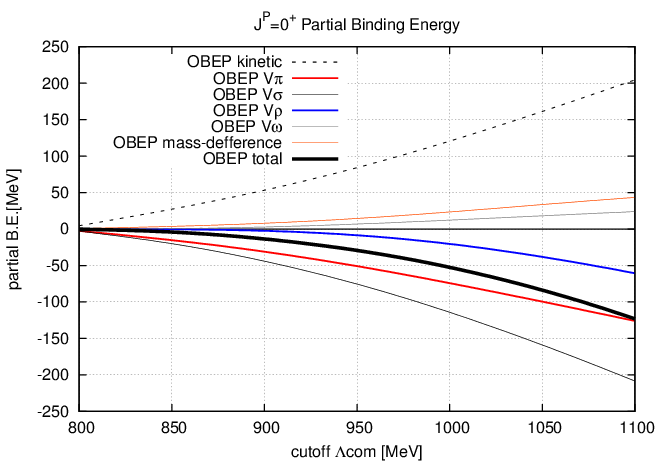 J^P=0^+ Partial Binding Energy
OBEP kinetic
OBEP Vπ
OBEP Vσ
OBEP Vρ
OBEP Vω
OBEP mass-defference
OBEP total
250
200
150
100
50
0
-50
-100
-150
-200
-250
partial B.E.[MeV]
800 850 900 950 1000 1050 1100
cutoff Λcom [MeV]